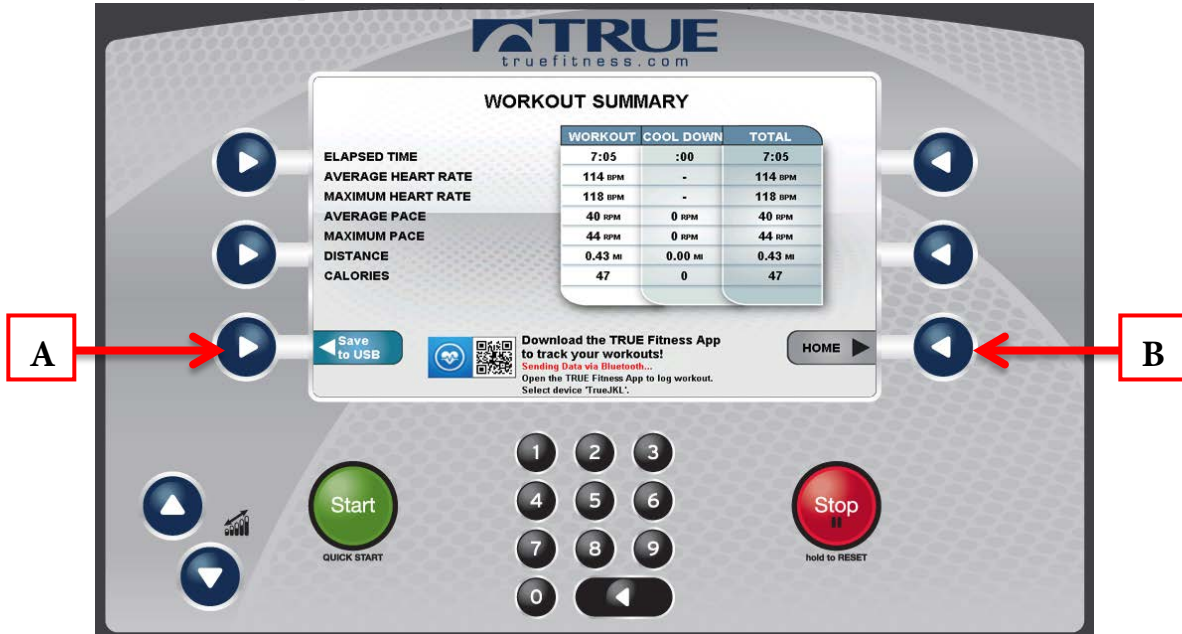 TRUE
truefitness.com
WORKOUT SUMMARY
WORKOUT COOL DOWN TOTAL
ELAPSED TIME 7:05 :00 7:05
AVERAGE HEART RATE 114 BPM - 114 BPM
MAXIMUM HEART RATE 118 BPM - 118 BPM
AVERAGE PACE 40 RPM 0 RPM 40 RPM
MAXIMUM PACE 44 RPM 0 RPM 44 RPM
DISTANCE 0.43 MI 0.00 MI 0.43 MI
CALORIES 47 0 47
A
Save
to USB
Download the TRUE Fitness App
to track your workouts!
Sending Data via Bluetooth...
Open the TRUE Fitness App to log workout.
Select device 'TrueJKL'.
HOME
B
1 2 3
4 5 6
7 8 9
0
Start
QUICK START
Stop
hold to RESET